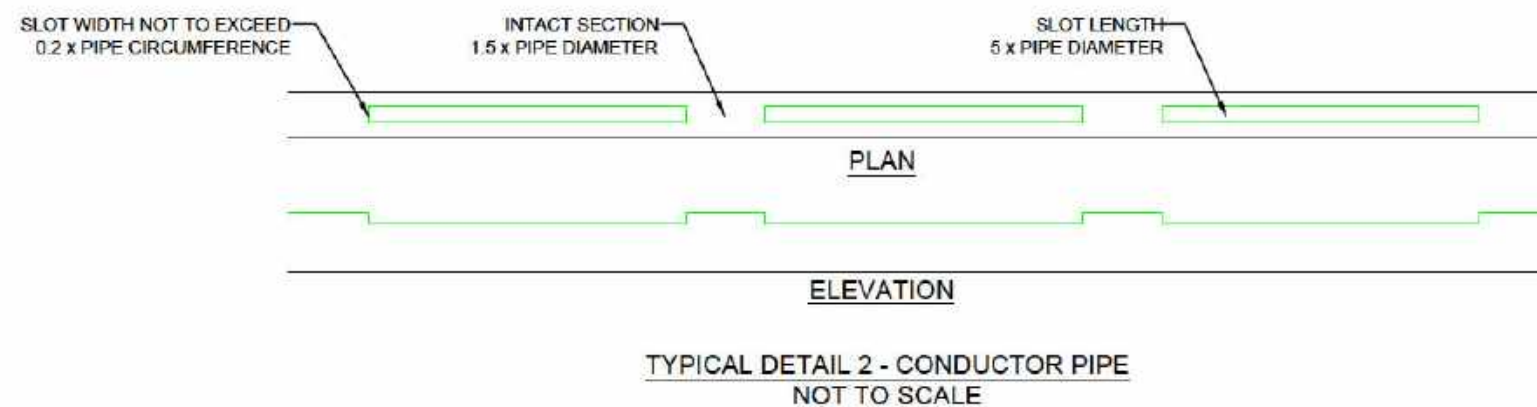 SLOT WIDTH NOT TO EXCEED
0.2 x PIPE CIRCUMFERENCE
INTACT SECTION
1.5 x PIPE DIAMETER
SLOT LENGTH
5 x PIPE DIAMETER
PLAN
ELEVATION
TYPICAL DETAIL 2 - CONDUCTOR PIPE
NOT TO SCALE